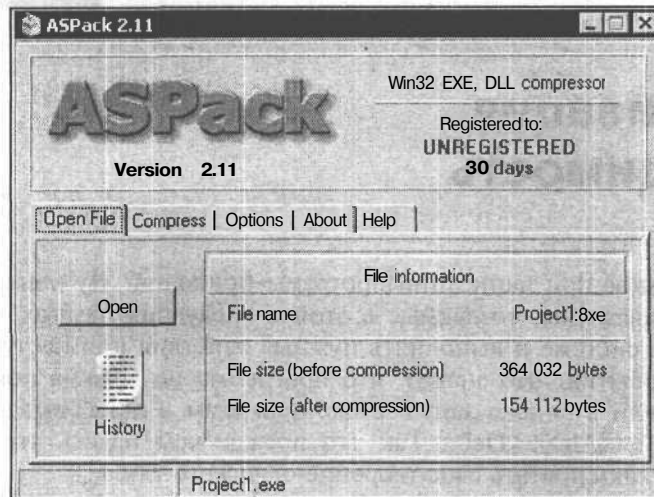 ASPack 2.11
ASPack
Version 2.11
Win32 EXE, DLL compressor
Registered to:
UNREGISTERED
30 days
Open File Compress | Options | About Help |
Open
History
File information
File name Project1:8xe
File size (before compression) 364 032 bytes
File size (after compression) 154 112 bytes
Project1.exe